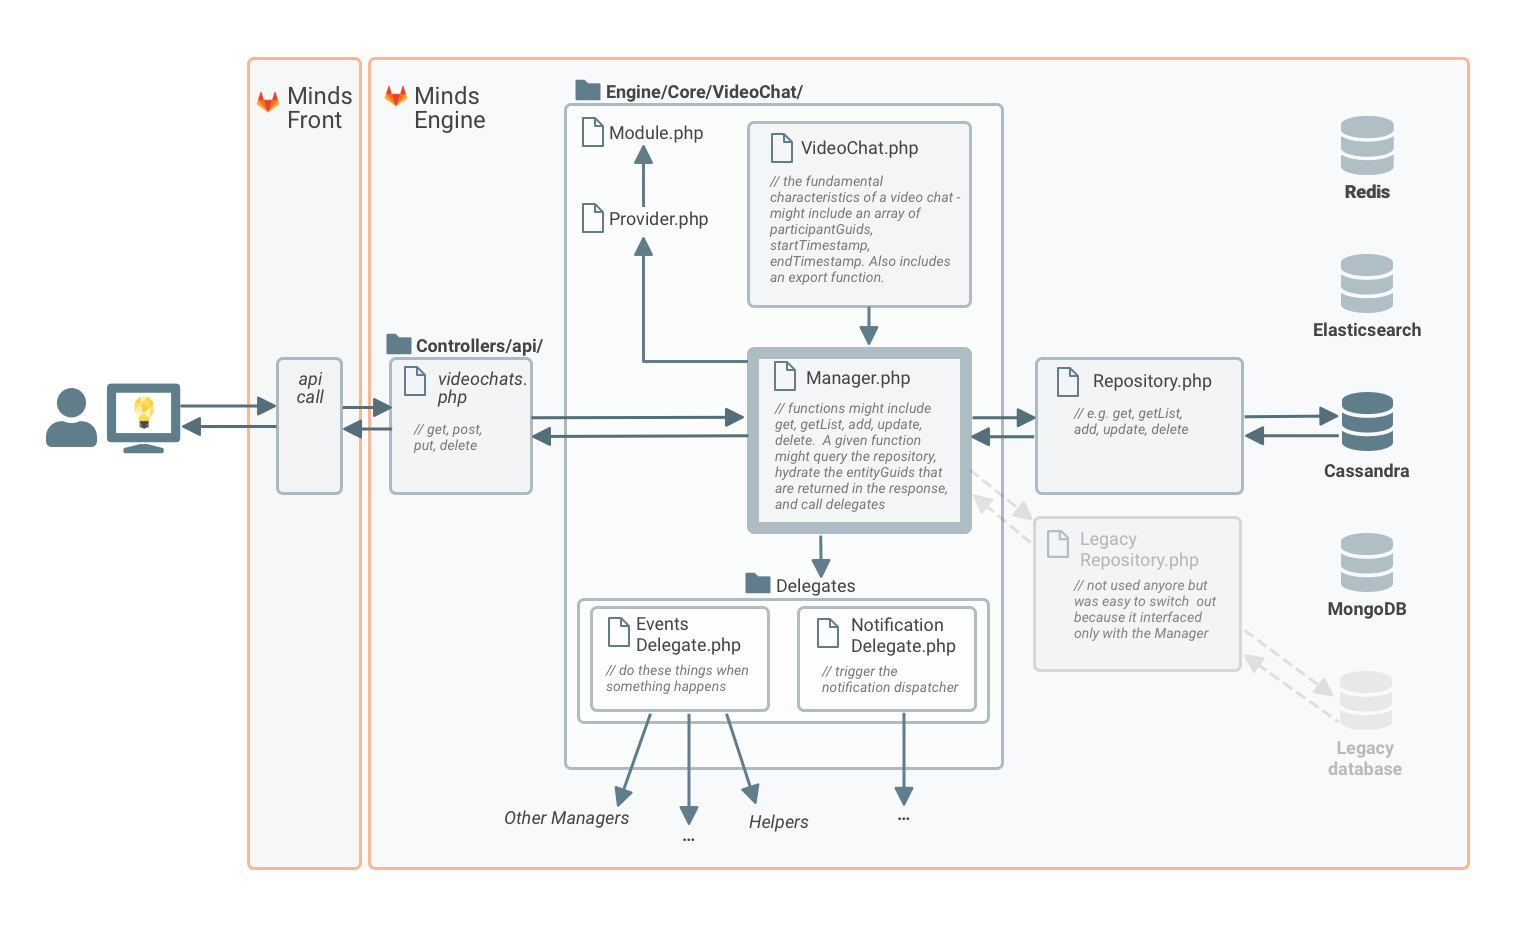 Minds
Front
Minds
Engine
Engine/Core/VideoChat/
Module.php
Provider.php
VideoChat.php
// the fundamental
characteristics of a video chat -
might include an array of
participantGuids,
startTimestamp,
endTimestamp. Also includes
an export function.
Redis
Elasticsearch
Cassandra
MongoDB
Legacy
database
api
call
Controllers/api/
videochats.
php
// get, post,
put, delete
Manager.php
// functions might include
get, getList, add, update,
delete. A given function
might query the repository,
hydrate the entityGuids that
are returned in the response,
and call delegates
Repository.php
// e.g. get, getList,
add, update, delete
Legacy
Repository.php
// not used anyore but
was easy to switch out
because it interfaced
only with the Manager
Delegates
Events
Delegate.php
// do these things when
something happens
Notification
Delegate.php
// trigger the
notification dispatcher
Other Managers
...
Helpers
...